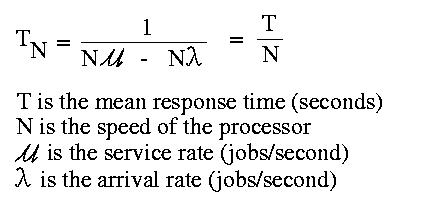 T_N = 1 / (Nμ - Nλ) = T / N
T is the mean response time (seconds)
N is the speed of the processor
μ is the service rate (jobs/second)
λ is the arrival rate (jobs/second)